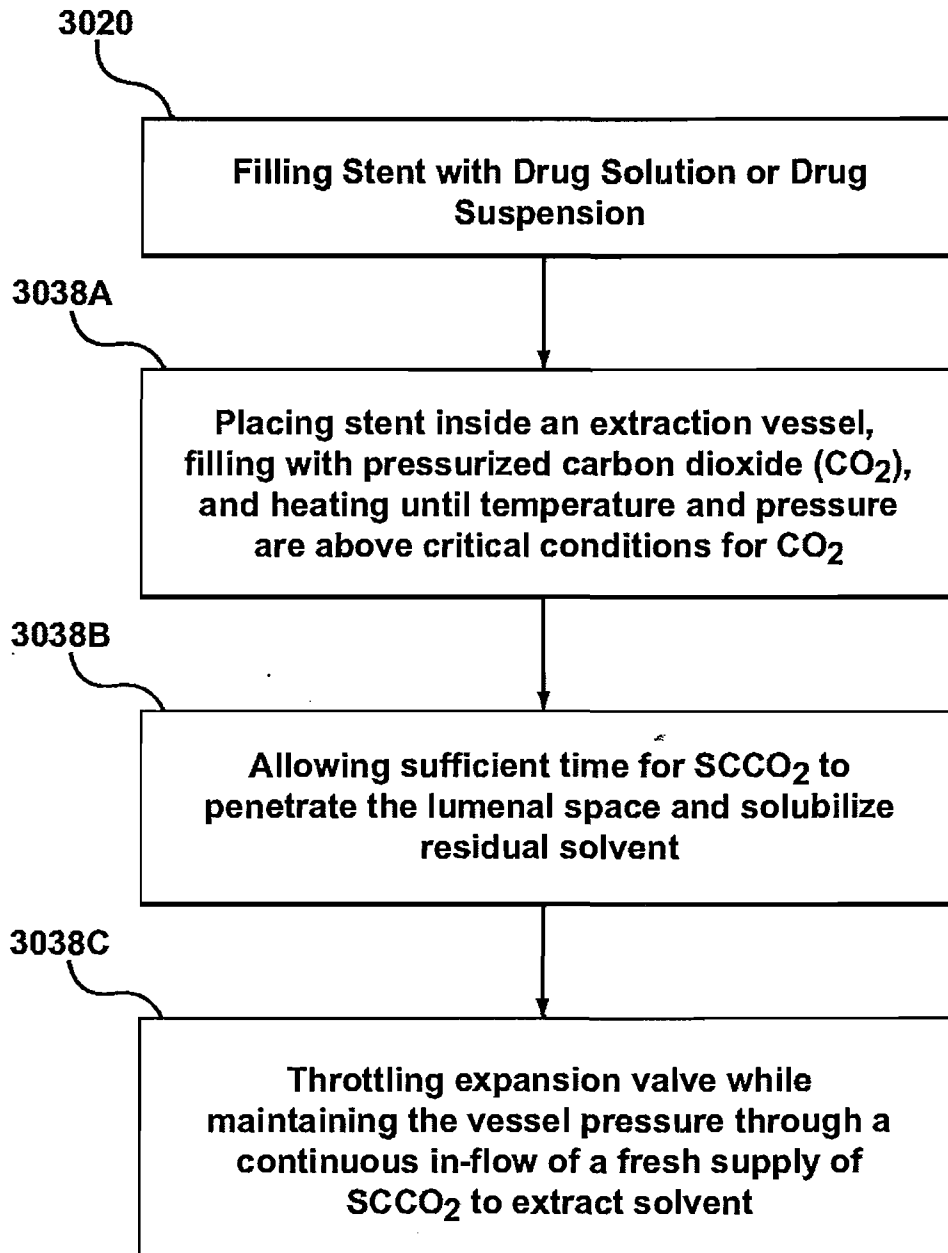 3020
Filling Stent with Drug Solution or Drug
Suspension
3038A
Placing stent inside an extraction vessel,
filling with pressurized carbon dioxide (CO₂),
and heating until temperature and pressure
are above critical conditions for CO₂
3038B
Allowing sufficient time for SCCO₂ to
penetrate the lumenal space and solubilize
residual solvent
3038C
Throttling expansion valve while
maintaining the vessel pressure through a
continuous in-flow of a fresh supply of
SCCO₂ to extract solvent